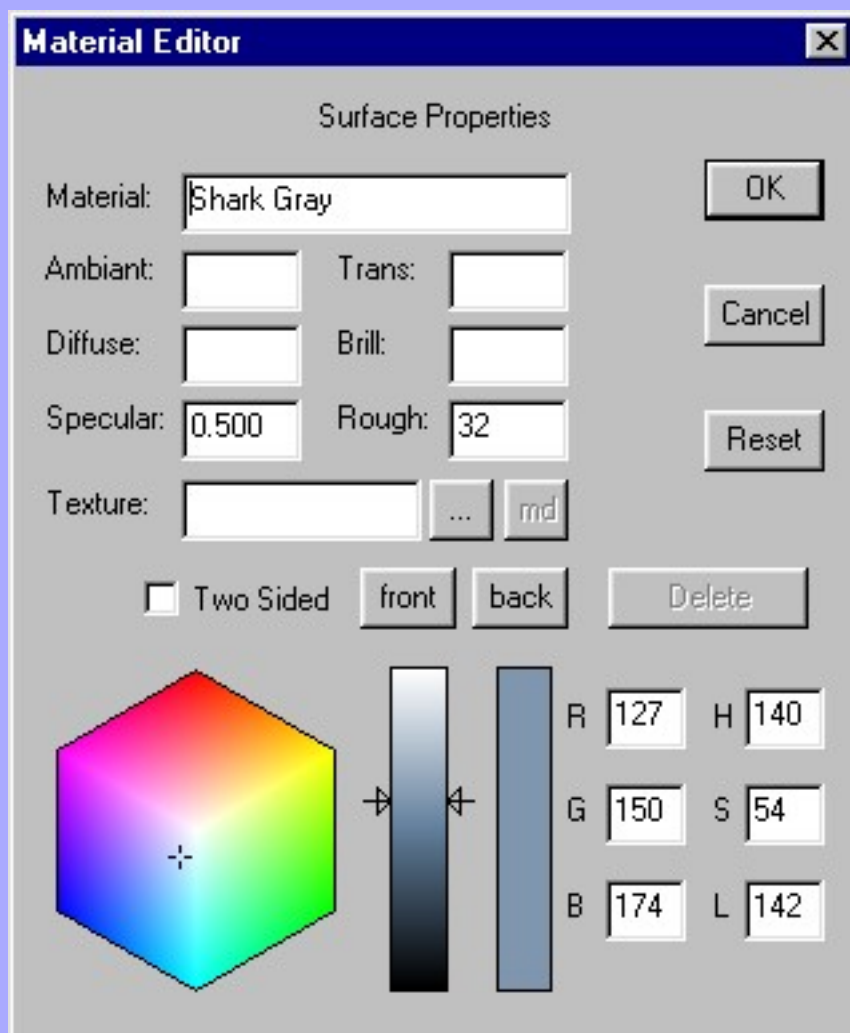 Material Editor
Surface Properties
Material: Shark Gray OK
Ambiant: Trans:
Cancel
Diffuse: Brill:
Specular: 0.500 Rough: 32 Reset
Texture: ... md
Two Sided front back Delete
R 127 H 140
G 150 S 54
B 174 L 142